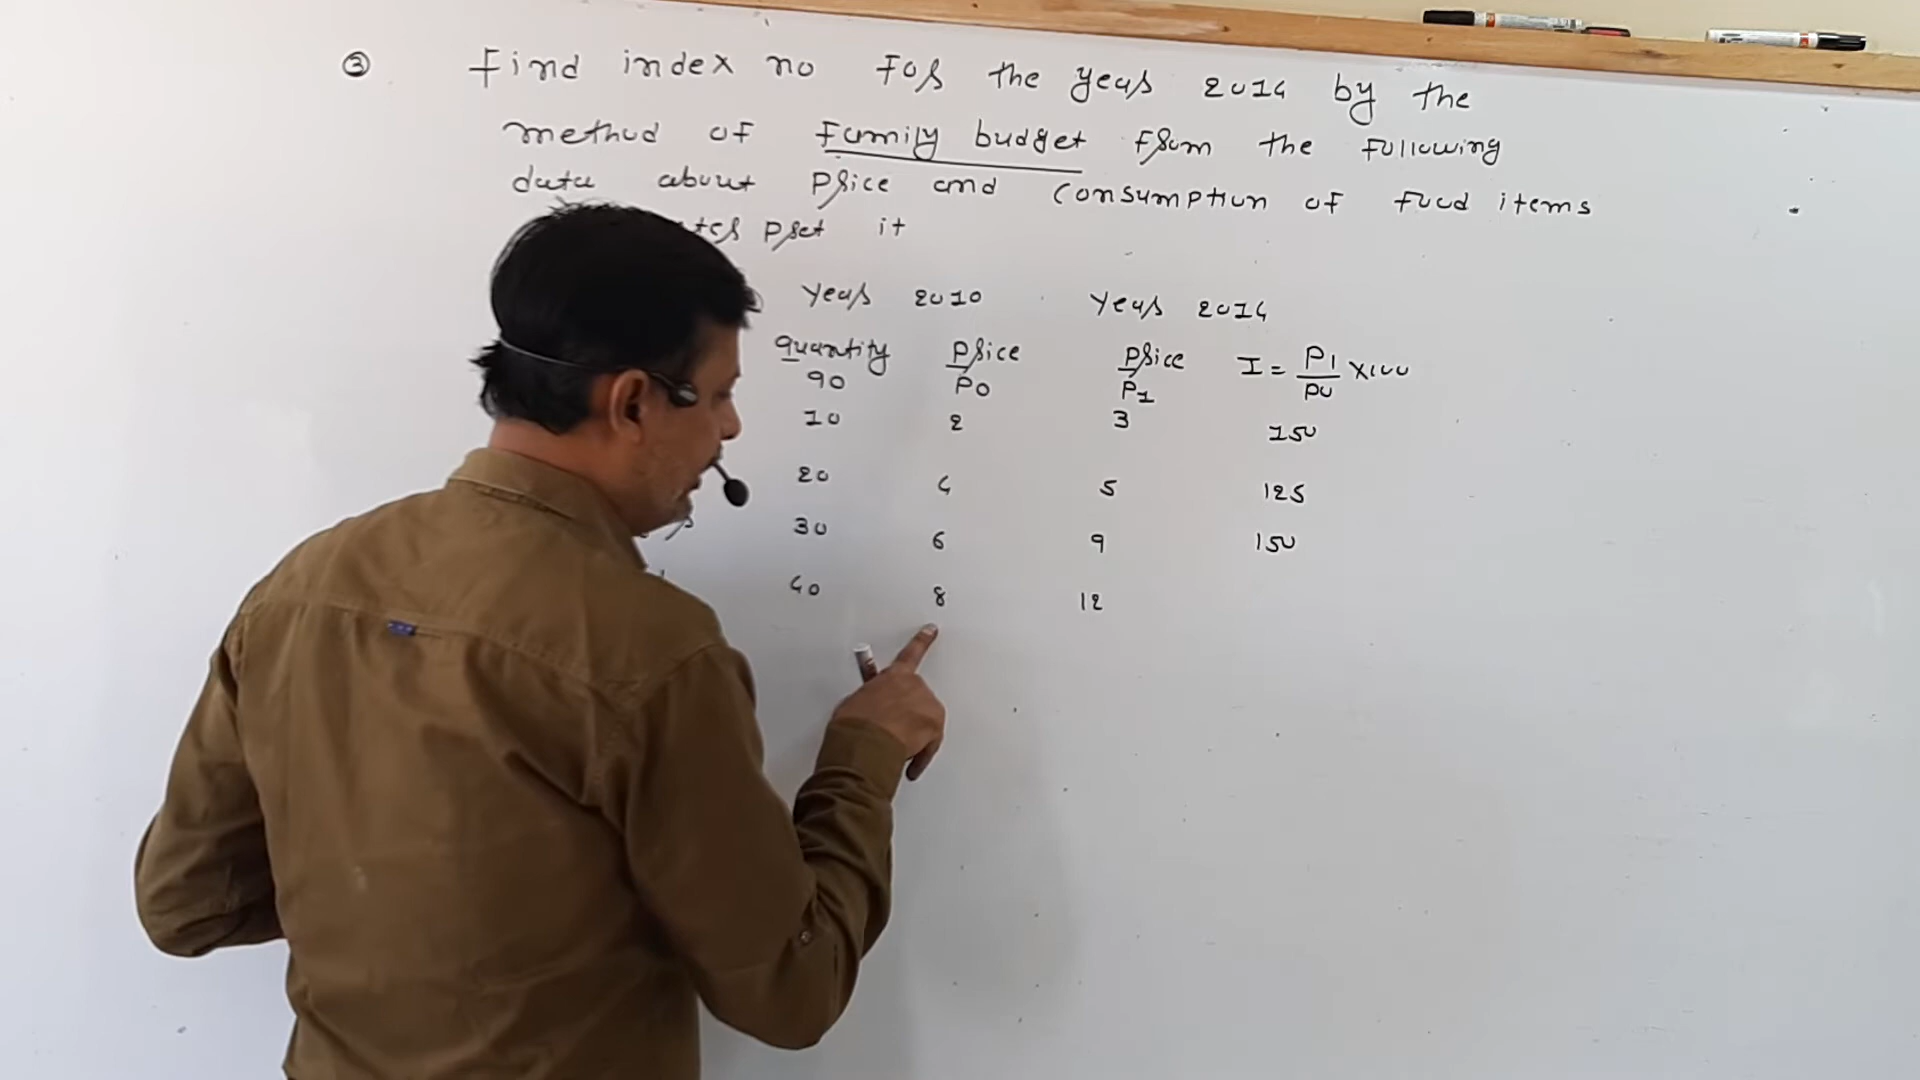 ③ Find index no For the year 2014 by the
method of Family budget From the Following
data about price and consumption of Food items
it
year 2010 year 2014
quantity price price I = P1/P0 ×100
q0 P0 P1
10 2 3 150
20 4 5 125
30 6 9 150
40 8 12